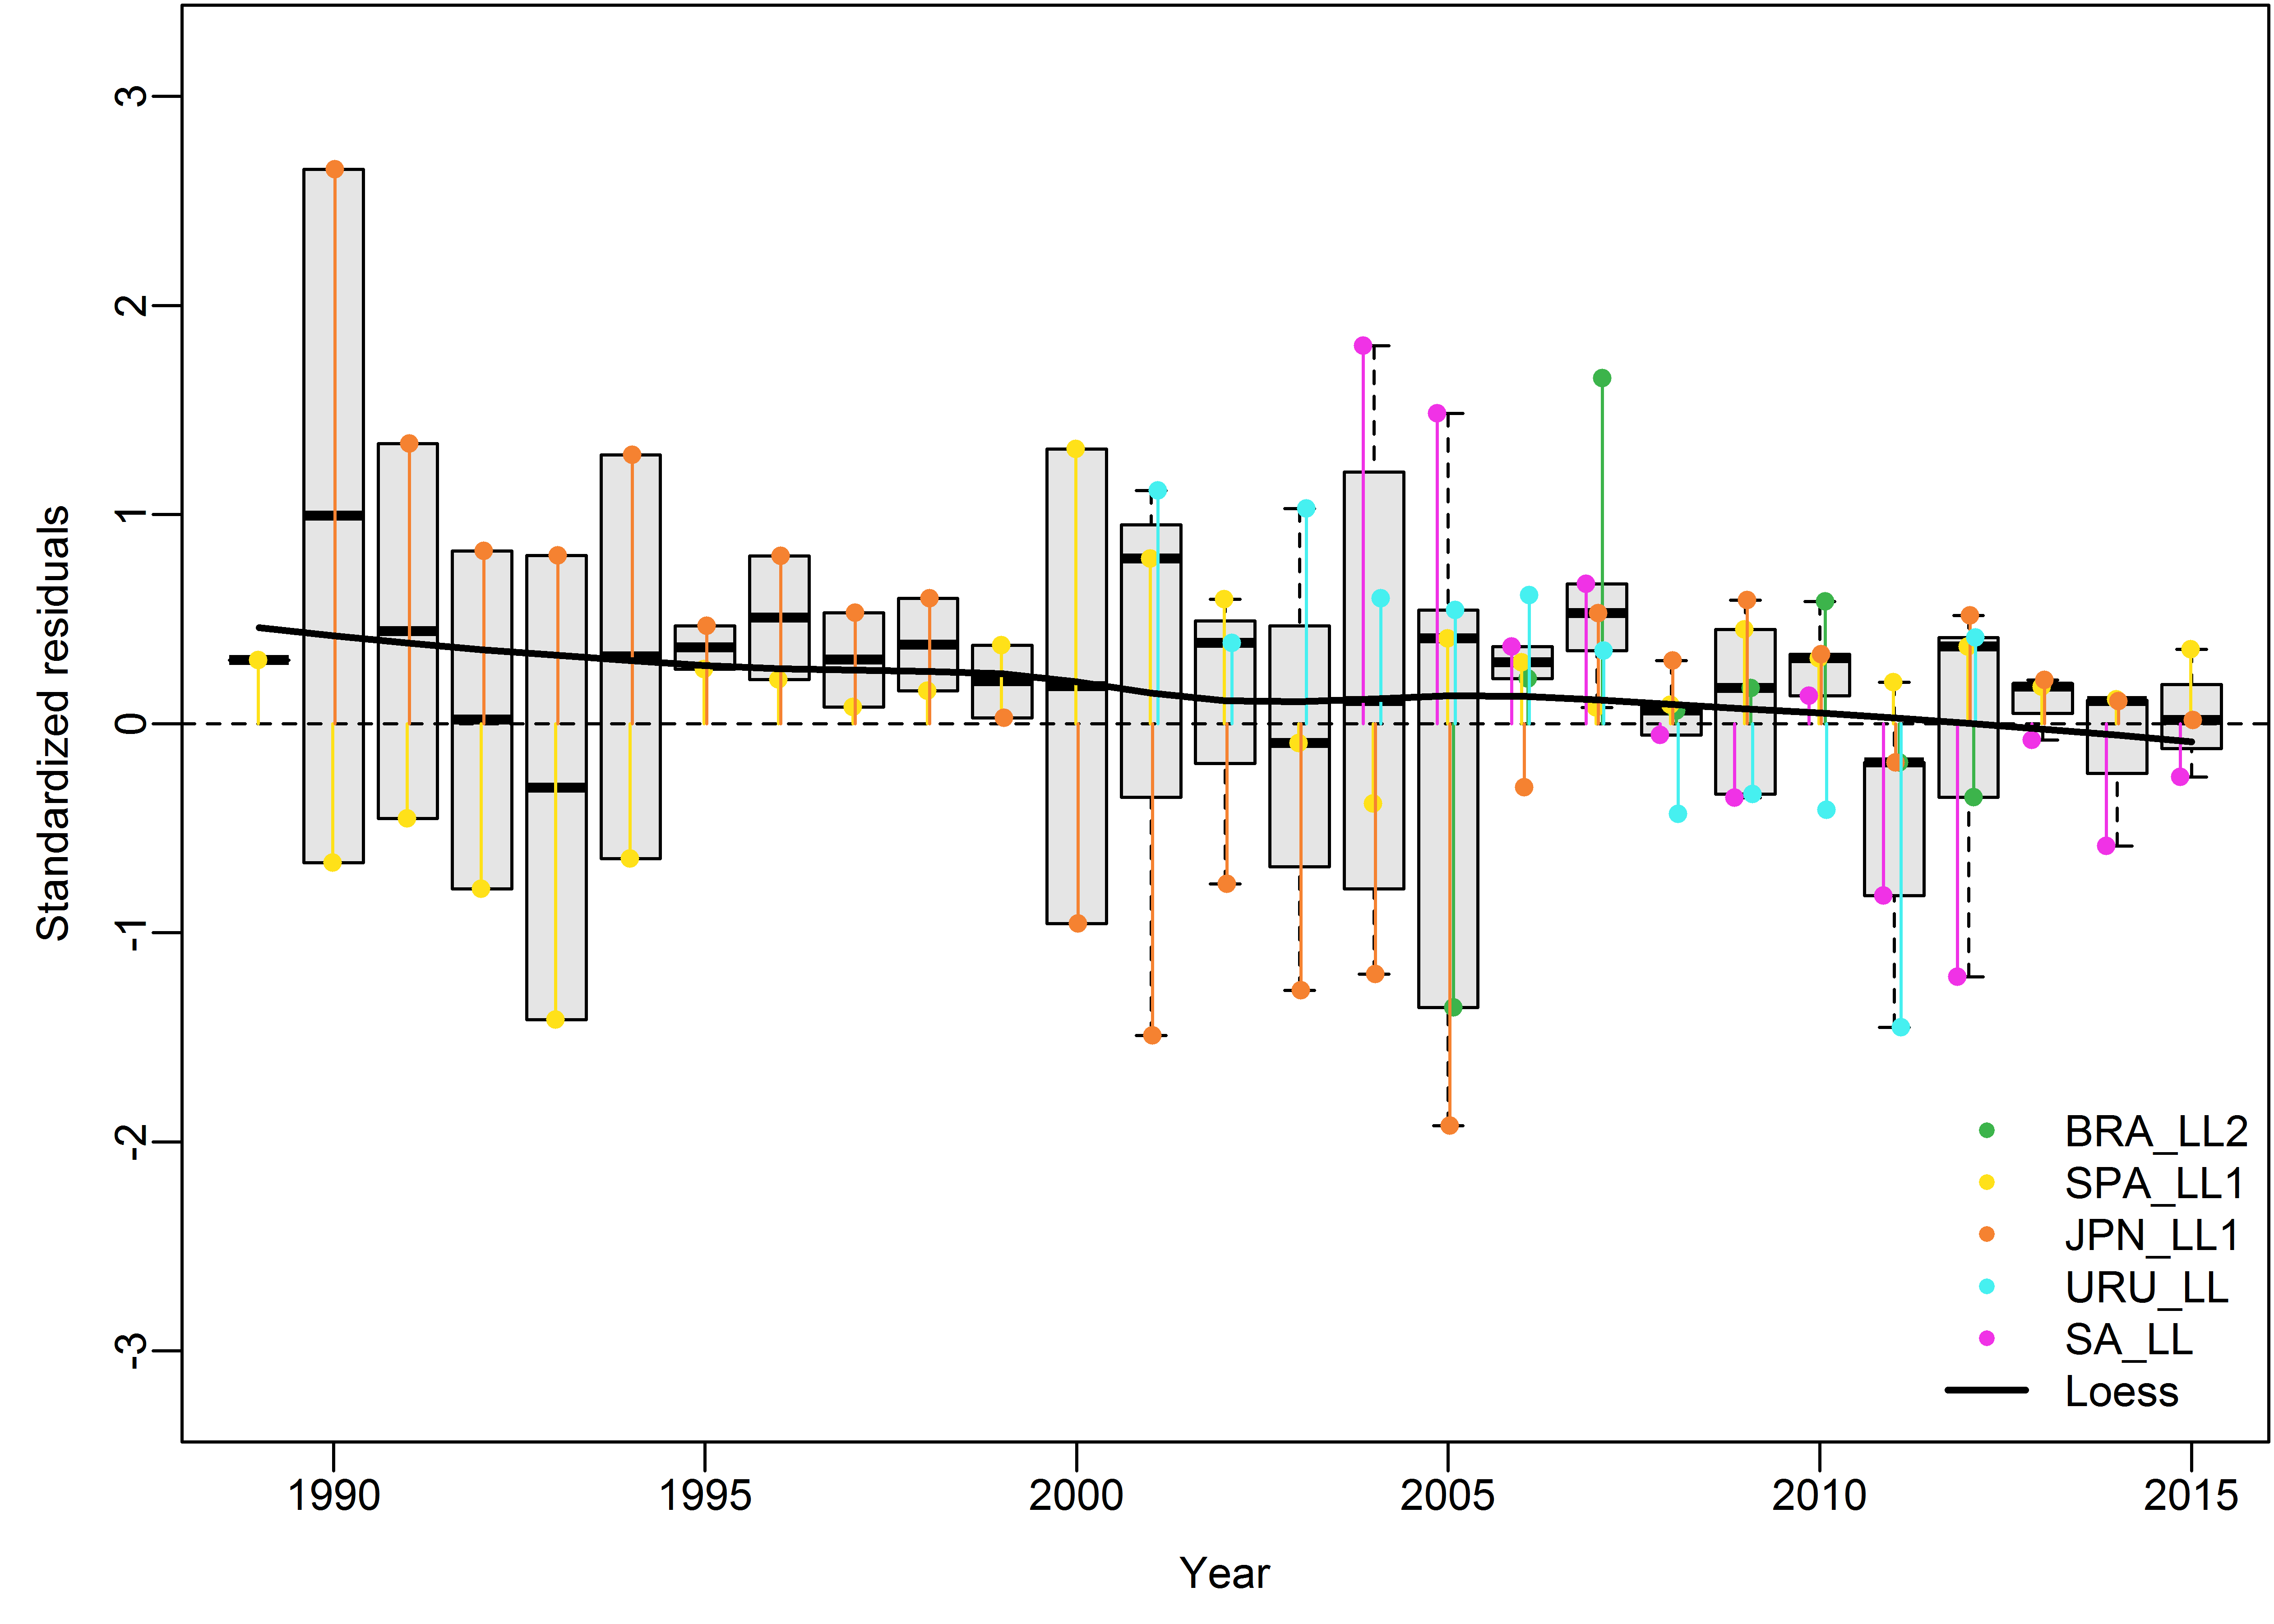 Standardized residuals
3
2
1
0
-1
-2
-3
BRA_LL2
SPA_LL1
JPN_LL1
URU_LL
SA_LL
Loess
1990 1995 2000 2005 2010 2015
Year